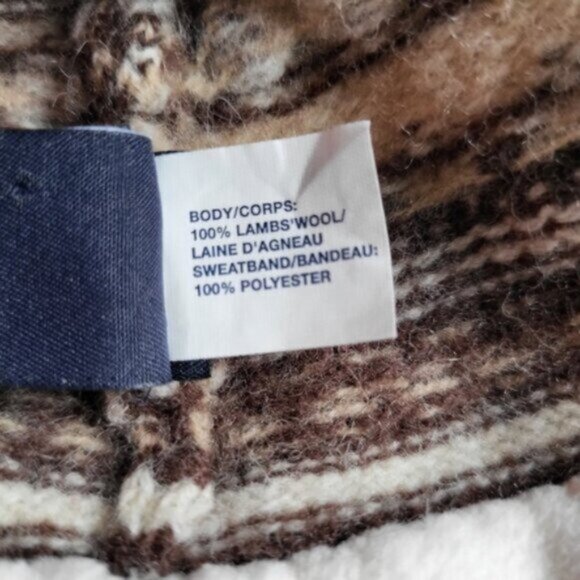 BODY/CORPS:
100% LAMBS'WOOL/
LAINE D'AGNEAU
SWEATBAND/BANDEAU:
100% POLYESTER